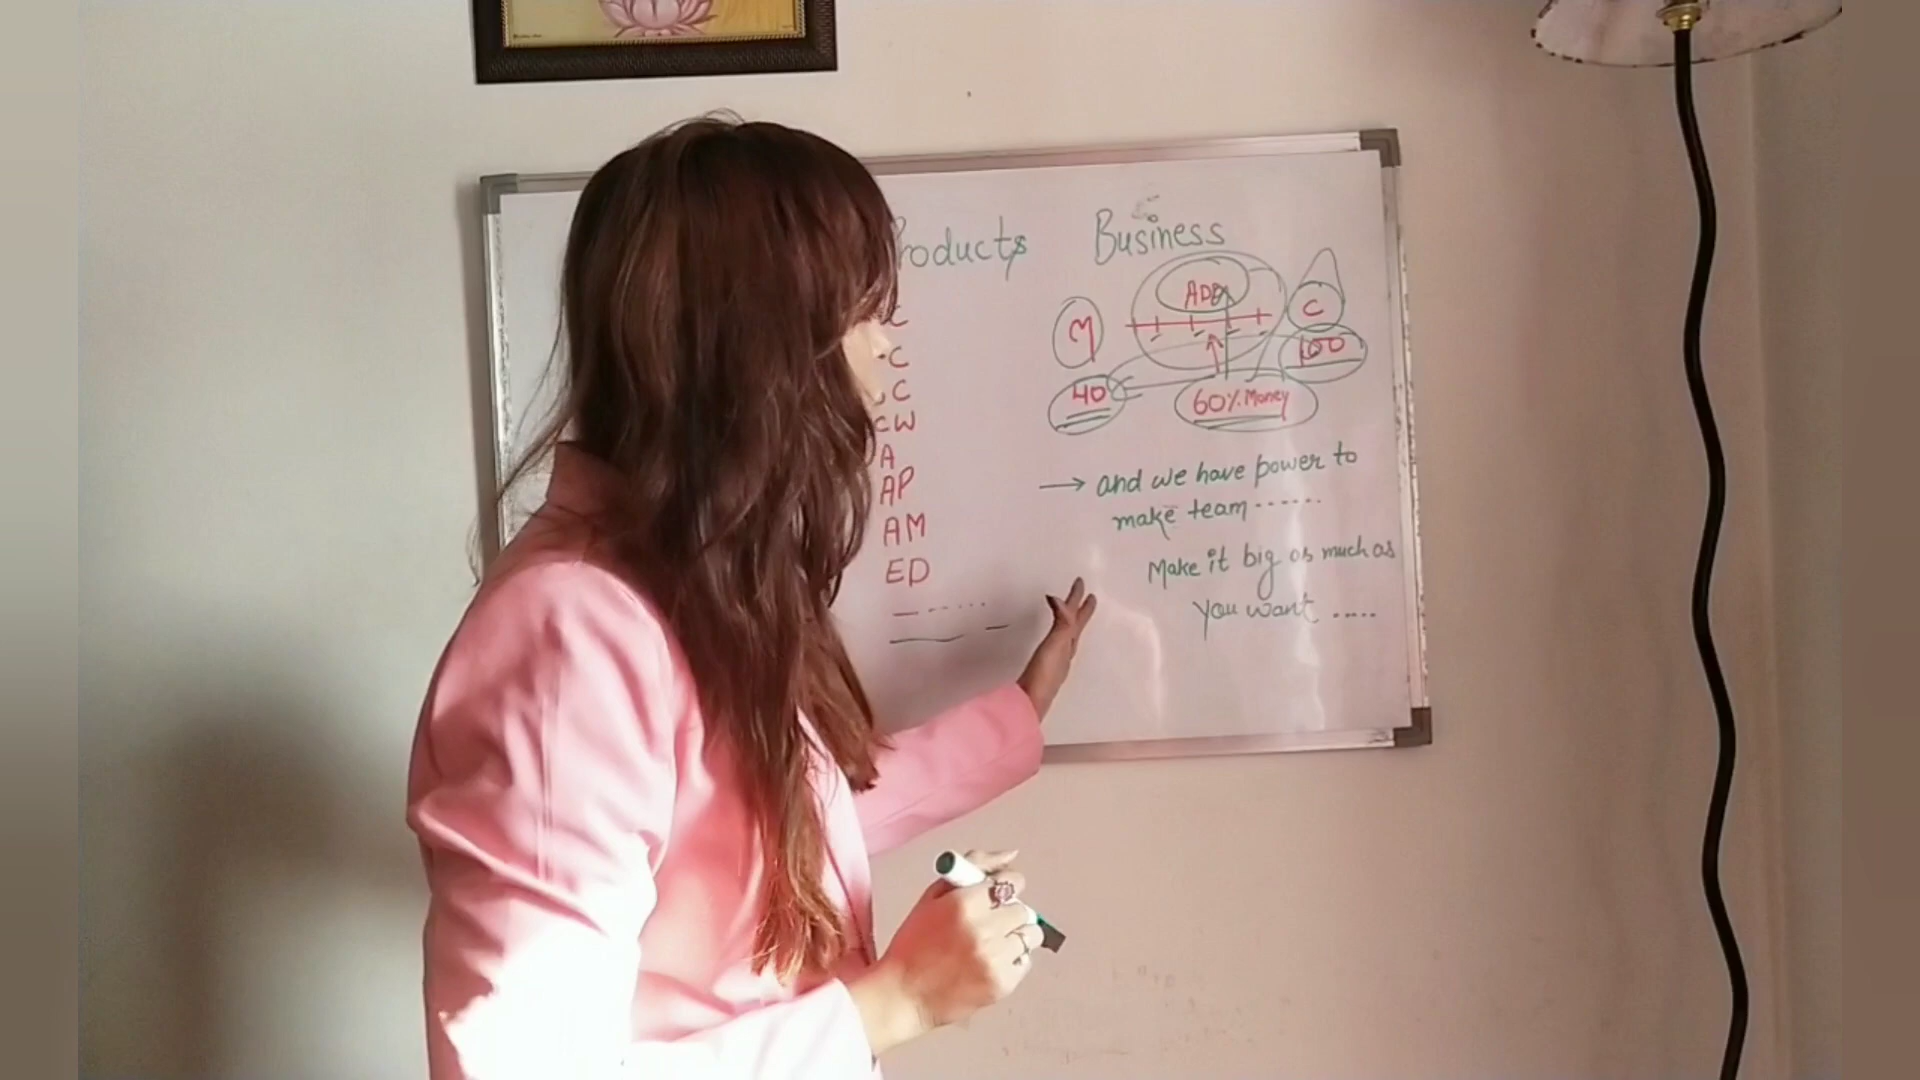 Products
C
C
C
CW
A
AP
AM
ED
Business
ADD
M
C
100
40
60% Money
→ and we have power to
make team ------
Make it big as much as
you want .....